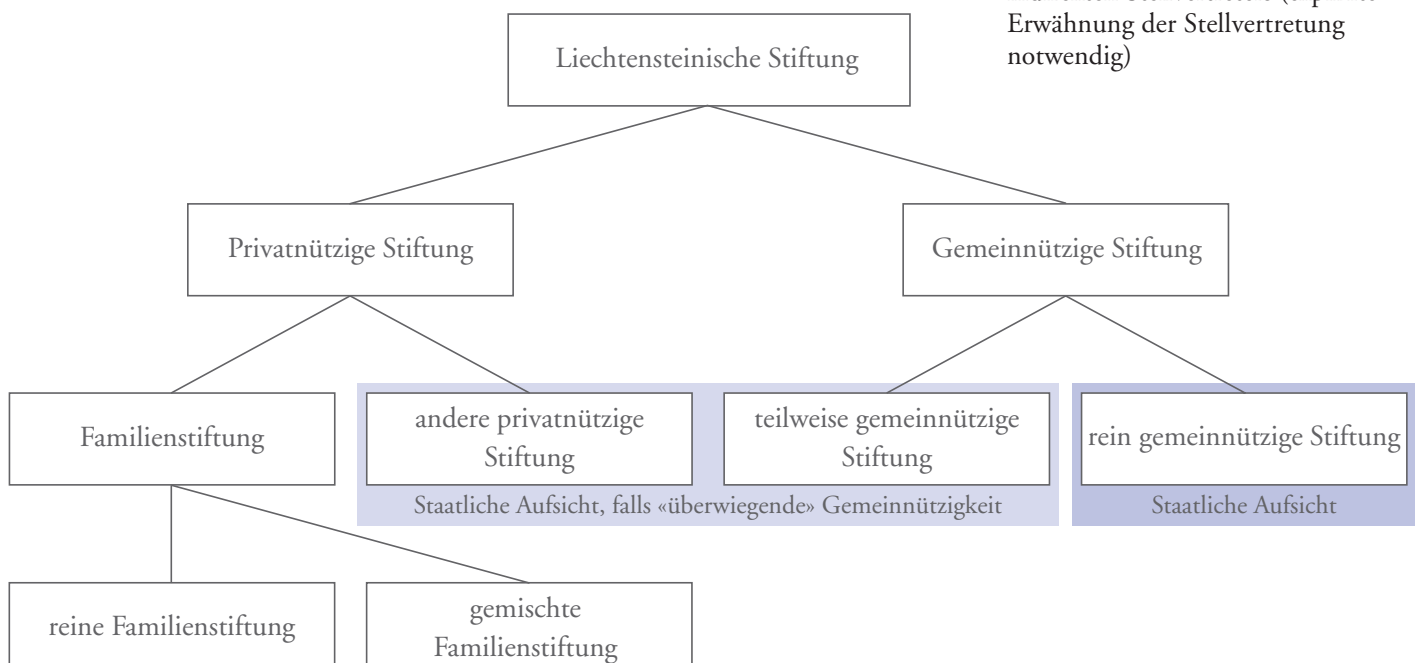 Erwähnung der Stellvertretung
notwendig)
Liechtensteinische Stiftung
Privatnützige Stiftung
Gemeinnützige Stiftung
Familienstiftung
andere privatnützige
Stiftung
teilweise gemeinnützige
Stiftung
rein gemeinnützige Stiftung
Staatliche Aufsicht, falls «überwiegende» Gemeinnützigkeit
Staatliche Aufsicht
reine Familienstiftung
gemischte
Familienstiftung